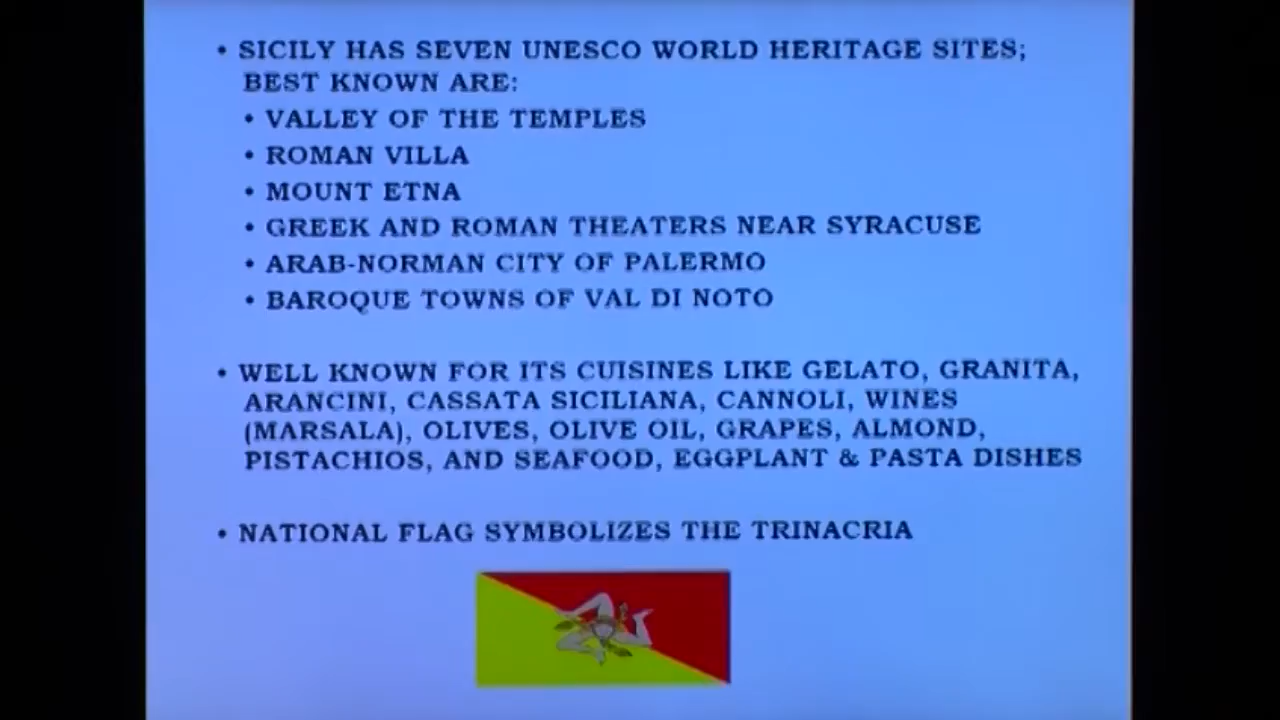 • SICILY HAS SEVEN UNESCO WORLD HERITAGE SITES;
BEST KNOWN ARE:
• VALLEY OF THE TEMPLES
• ROMAN VILLA
• MOUNT ETNA
• GREEK AND ROMAN THEATERS NEAR SYRACUSE
• ARAB-NORMAN CITY OF PALERMO
• BAROQUE TOWNS OF VAL DI NOTO
• WELL KNOWN FOR ITS CUISINES LIKE GELATO, GRANITA,
ARANCINI, CASSATA SICILIANA, CANNOLI, WINES
(MARSALA), OLIVES, OLIVE OIL, GRAPES, ALMOND,
PISTACHIOS, AND SEAFOOD, EGGPLANT & PASTA DISHES
• NATIONAL FLAG SYMBOLIZES THE TRINACRIA